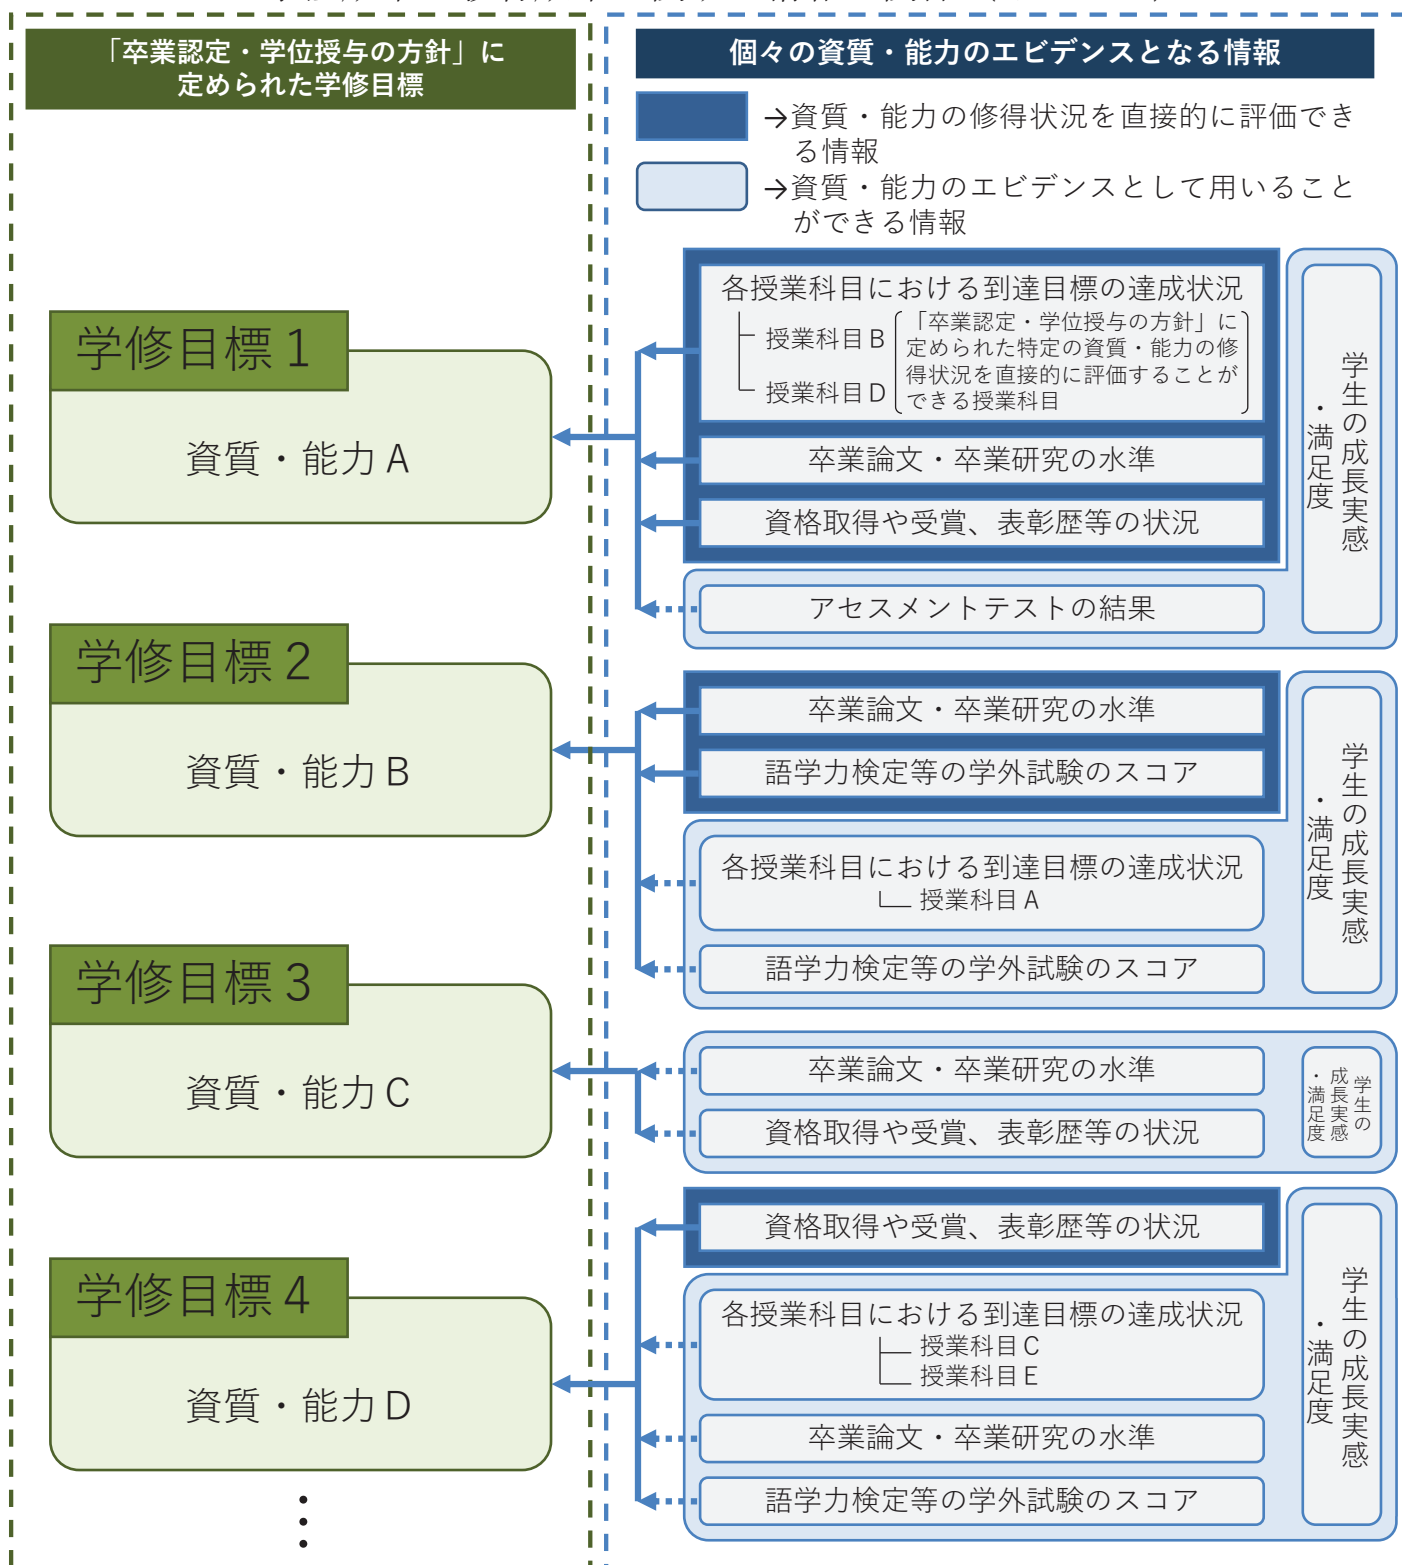 「卒業認定・学位授与の方針」に
定められた学修目標
個々の資質・能力のエビデンスとなる情報
→資質・能力の修得状況を直接的に評価でき
る情報
→資質・能力のエビデンスとして用いること
ができる情報
学修目標１
資質・能力Ａ
各授業科目における到達目標の達成状況
授業科目Ｂ
授業科目Ｄ
「卒業認定・学位授与の方針」に
定められた特定の資質・能力の修
得状況を直接的に評価することが
できる授業科目
卒業論文・卒業研究の水準
資格取得や受賞、表彰歴等の状況
アセスメントテストの結果
学生の成長実感
・満足度
学修目標２
資質・能力Ｂ
卒業論文・卒業研究の水準
語学力検定等の学外試験のスコア
各授業科目における到達目標の達成状況
授業科目Ａ
語学力検定等の学外試験のスコア
学生の成長実感
・満足度
学修目標３
資質・能力Ｃ
卒業論文・卒業研究の水準
資格取得や受賞、表彰歴等の状況
学生の
成長実感
・満足度
学修目標４
資質・能力Ｄ
資格取得や受賞、表彰歴等の状況
各授業科目における到達目標の達成状況
授業科目Ｃ
授業科目Ｅ
卒業論文・卒業研究の水準
語学力検定等の学外試験のスコア
学生の成長実感
・満足度